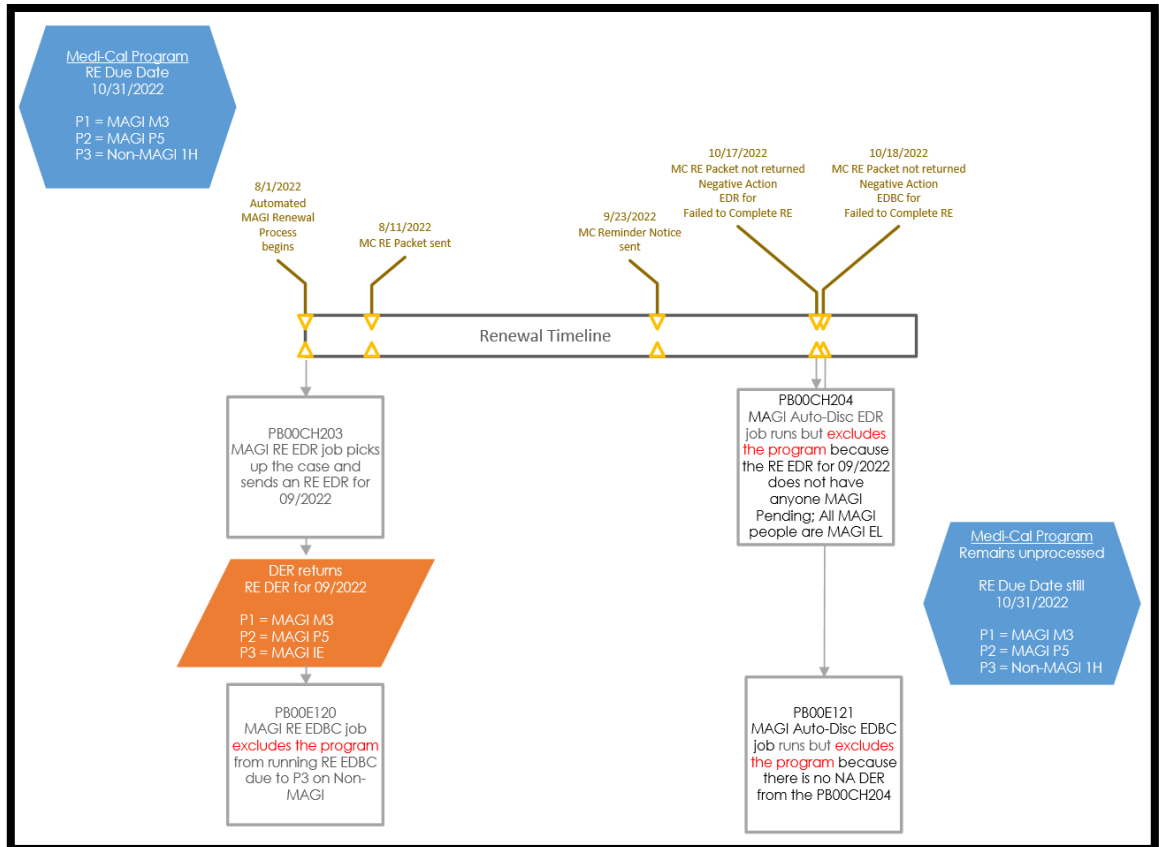 Medi-Cal Program
RE Due Date
10/31/2022
P1 = MAGI M3
P2 = MAGI P5
P3 = Non-MAGI 1H
8/1/2022
Automated
MAGI Renewal
Process
begins
8/11/2022
MC RE Packet sent
9/23/2022
MC Reminder Notice
sent
10/17/2022
MC RE Packet not returned
Negative Action
EDR for
Failed to Complete RE
10/18/2022
MC RE Packet not returned
Negative Action
EDBC for
Failed to Complete RE
Renewal Timeline
PB00CH203
MAGI RE EDR job picks
up the case and
sends an RE EDR for
09/2022
DER returns
RE DER for 09/2022
P1 = MAGI M3
P2 = MAGI P5
P3 = MAGI IE
PB00E120
MAGI RE EDBC job
excludes the program
from running RE EDBC
due to P3 on Non-
MAGI
PB00CH204
MAGI Auto-Disc EDR
job runs but excludes
the program because
the RE EDR for 09/2022
does not have
anyone MAGI
Pending; All MAGI
people are MAGI EL
PB00E121
MAGI Auto-Disc EDBC
job runs but excludes
the program because
there is no NA DER
from the PB00CH204
Medi-Cal Program
Remains unprocessed
RE Due Date still
10/31/2022
P1 = MAGI M3
P2 = MAGI P5
P3 = Non-MAGI 1H